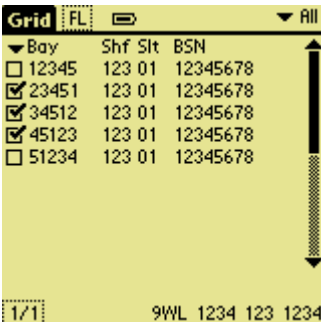 Grid FL All
Bay Shf Slt BSN
12345 123 01 12345678
23451 123 01 12345678
34512 123 01 12345678
45123 123 01 12345678
51234 123 01 12345678
1/1 9WL 1234 123 1234